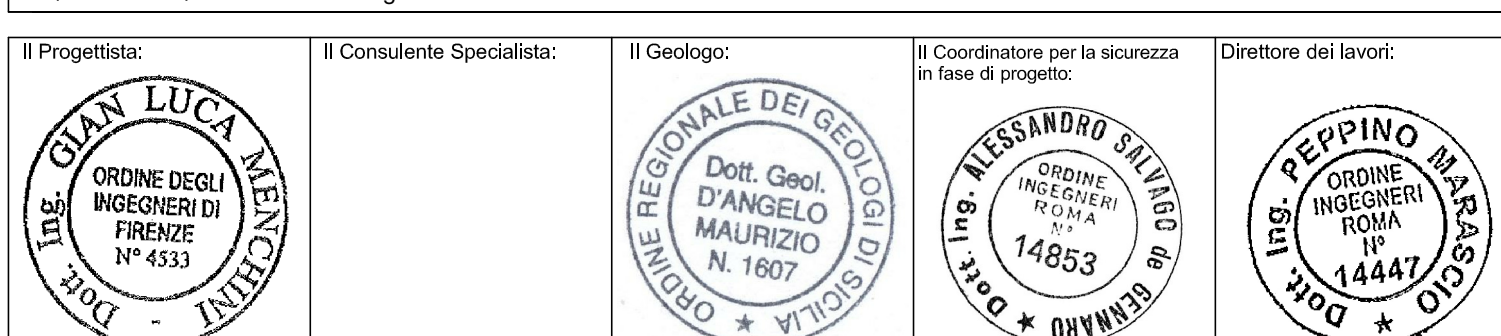 Il Progettista:
Dott. Ing. GIAN LUCA MENCHINI -
ORDINE DEGLI
INGEGNERI DI
FIRENZE
N° 4533
Il Consulente Specialista:
Il Geologo:
ORDINE REGIONALE DEI GEOLOGI DI SICILIA ★
Dott. Geol.
D'ANGELO
MAURIZIO
N. 1607
Il Coordinatore per la sicurezza
in fase di progetto:
Dott. Ing. ALESSANDRO SALVAGO de GENNARO ★
ORDINE
INGEGNERI
ROMA
N°
14853
Direttore dei lavori:
Dott. Ing. PEPPINO MARASCIO ★
ORDINE
INGEGNERI
ROMA
N°
14447